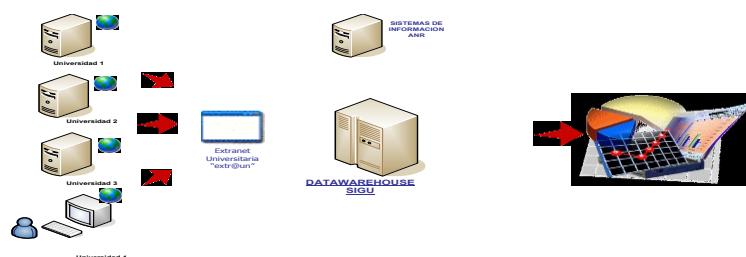 Universidad 1
SISTEMAS DE
INFORMACION
ANR
Universidad 2
Extranet
Universitaria
"extr@un"
Universidad 3
DATAWAREHOUSE
SIGU